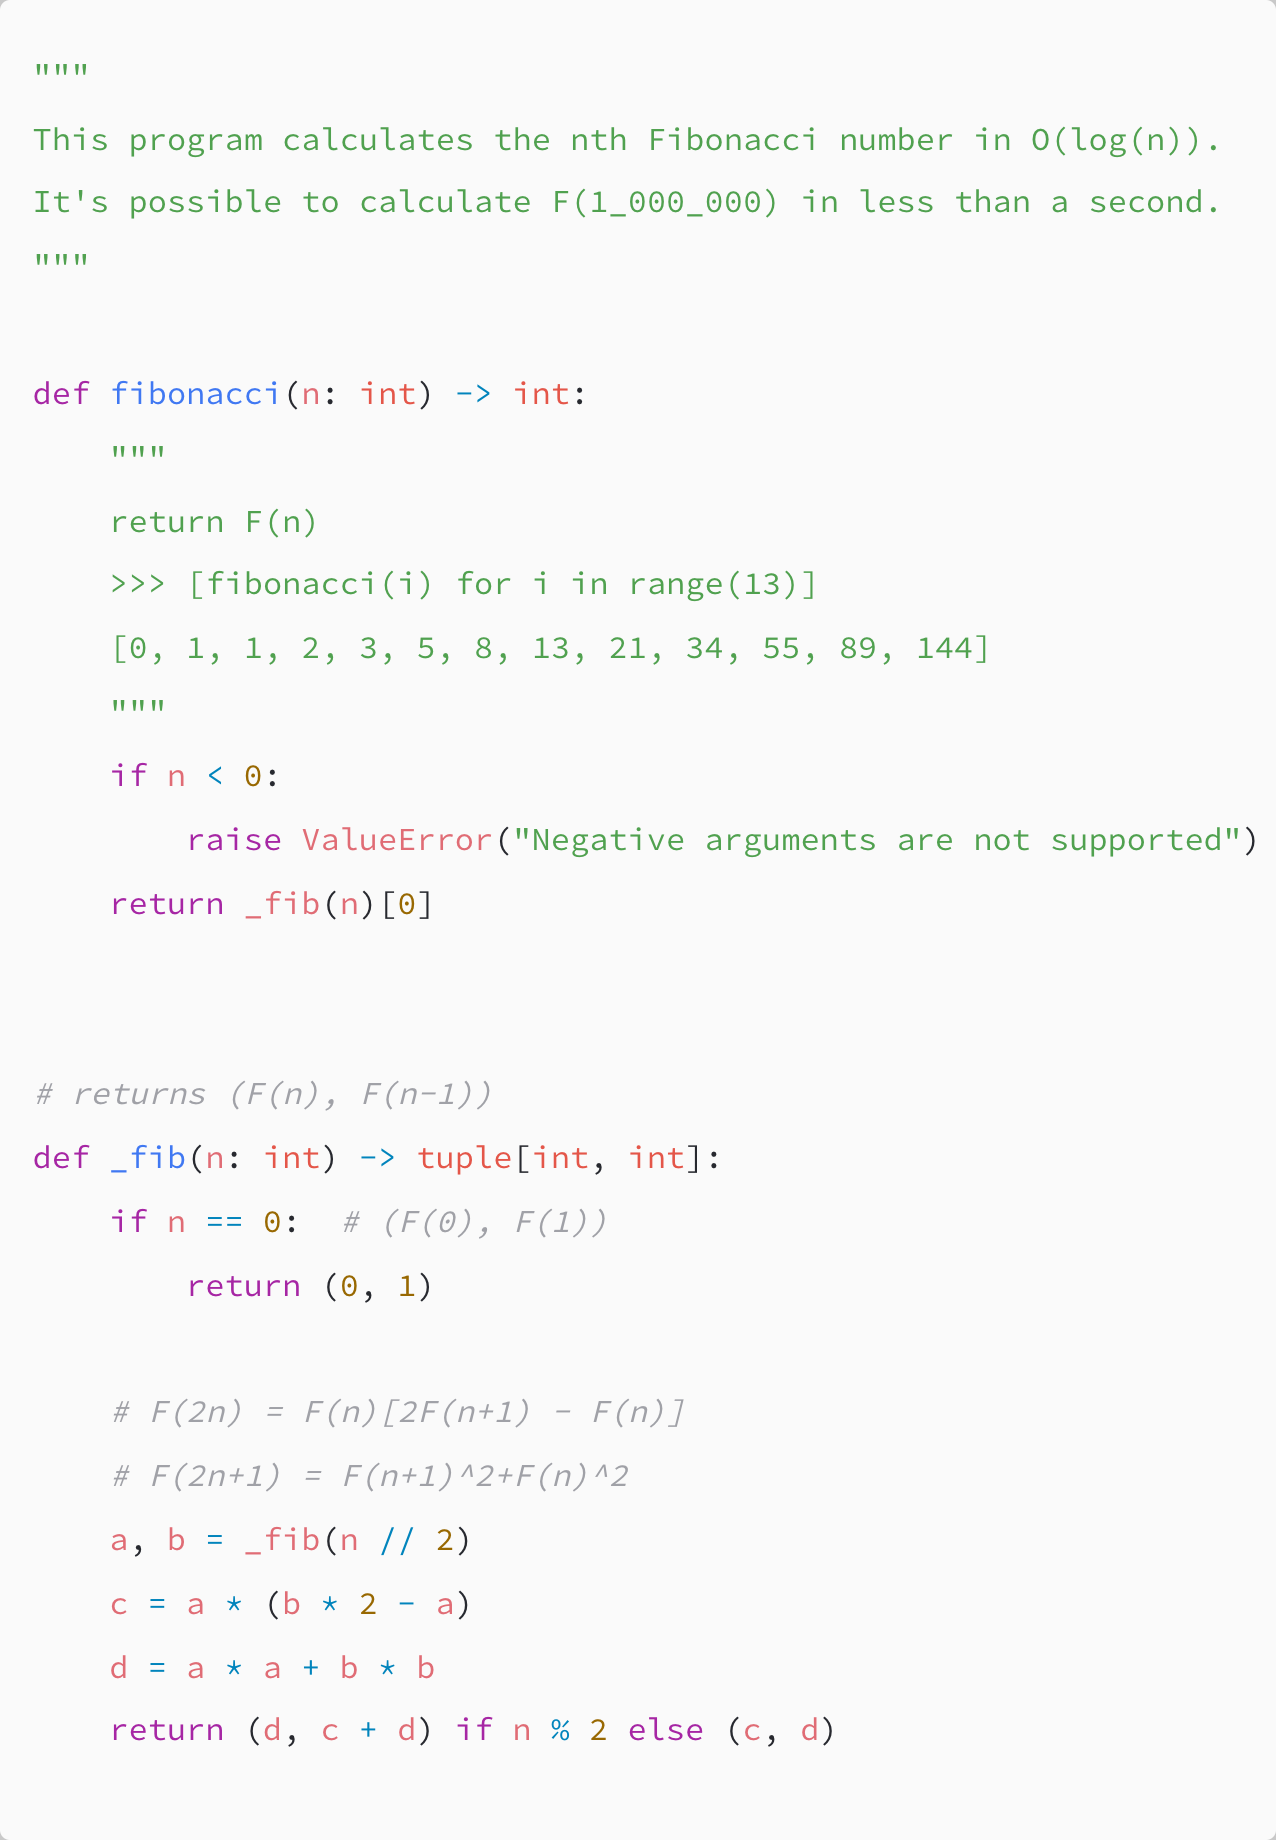 """
This program calculates the nth Fibonacci number in O(log(n)).
It's possible to calculate F(1_000_000) in less than a second.
"""

def fibonacci(n: int) -> int:
    """
    return F(n)
    >>> [fibonacci(i) for i in range(13)]
    [0, 1, 1, 2, 3, 5, 8, 13, 21, 34, 55, 89, 144]
    """
    if n < 0:
        raise ValueError("Negative arguments are not supported")
    return _fib(n)[0]


# returns (F(n), F(n-1))
def _fib(n: int) -> tuple[int, int]:
    if n == 0:  # (F(0), F(1))
        return (0, 1)

    # F(2n) = F(n)[2F(n+1) - F(n)]
    # F(2n+1) = F(n+1)^2+F(n)^2
    a, b = _fib(n // 2)
    c = a * (b * 2 - a)
    d = a * a + b * b
    return (d, c + d) if n % 2 else (c, d)